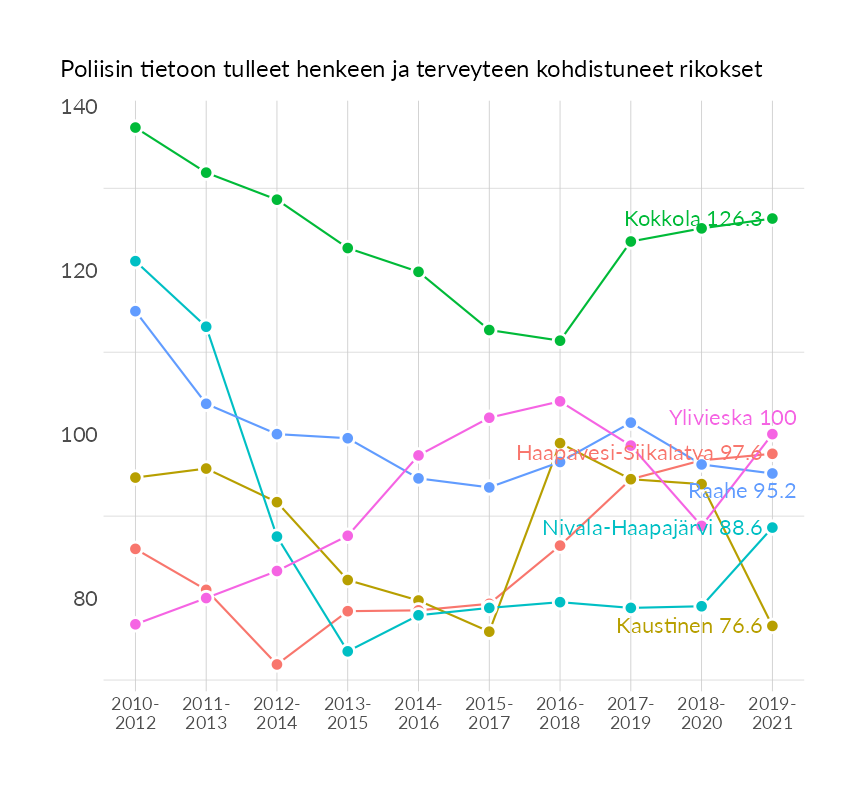 Poliisin tietoon tulleet henkeen ja terveyteen kohdistuneet rikokset
140
Kokkola 126.3
120
Ylivieska 100
100
Haapavesi-Siikalatva 97.6
Raahe 95.2
Nivala-Haapajärvi 88.6
80
Kaustinen 76.6
2010- 2011- 2012- 2013- 2014- 2015- 2016- 2017- 2018- 2019-
2012 2013 2014 2015 2016 2017 2018 2019 2020 2021